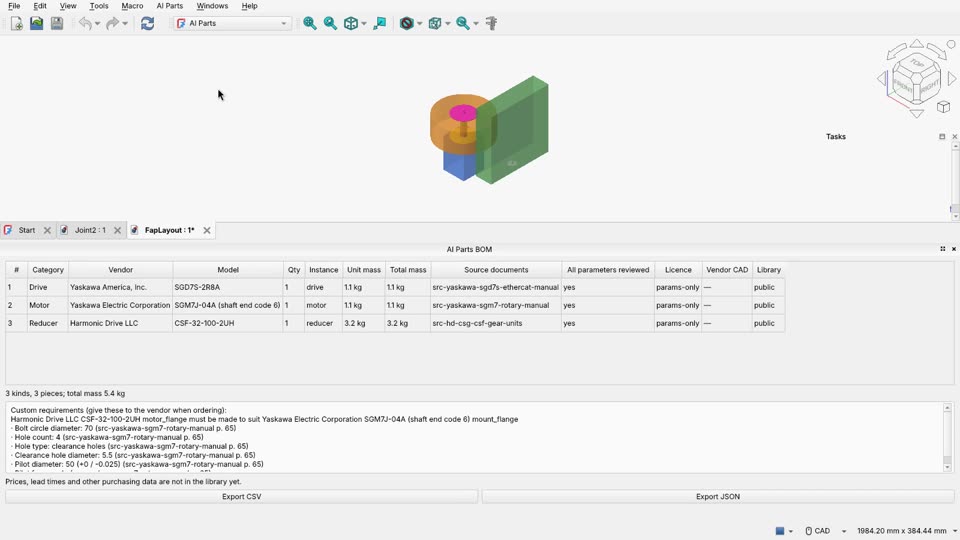 File Edit View Tools Macro AI Parts Windows Help
AI Parts
TOP
FRONT
RIGHT
Tasks
Start Joint2 : 1 FapLayout : 1*
AI Parts BOM
# Category Vendor Model Qty Instance Unit mass Total mass Source documents All parameters reviewed Licence Vendor CAD Library
1 Drive Yaskawa America, Inc. SGD7S-2R8A 1 drive 1.1 kg 1.1 kg src-yaskawa-sgd7s-ethercat-manual yes params-only — public
2 Motor Yaskawa Electric Corporation SGM7J-04A (shaft end code 6) 1 motor 1.1 kg 1.1 kg src-yaskawa-sgm7-rotary-manual yes params-only — public
3 Reducer Harmonic Drive LLC CSF-32-100-2UH 1 reducer 3.2 kg 3.2 kg src-hd-csg-csf-gear-units yes params-only — public
3 kinds, 3 pieces; total mass 5.4 kg
Custom requirements (give these to the vendor when ordering):
Harmonic Drive LLC CSF-32-100-2UH motor_flange must be made to suit Yaskawa Electric Corporation SGM7J-04A (shaft end code 6) mount_flange
· Bolt circle diameter: 70 (src-yaskawa-sgm7-rotary-manual p. 65)
· Hole count: 4 (src-yaskawa-sgm7-rotary-manual p. 65)
· Hole type: clearance holes (src-yaskawa-sgm7-rotary-manual p. 65)
· Clearance hole diameter: 5.5 (src-yaskawa-sgm7-rotary-manual p. 65)
· Pilot diameter: 50 (+0 / -0.025) (src-yaskawa-sgm7-rotary-manual p. 65)
Prices, lead times and other purchasing data are not in the library yet.
Export CSV Export JSON
CAD 1984.20 mm x 384.44 mm